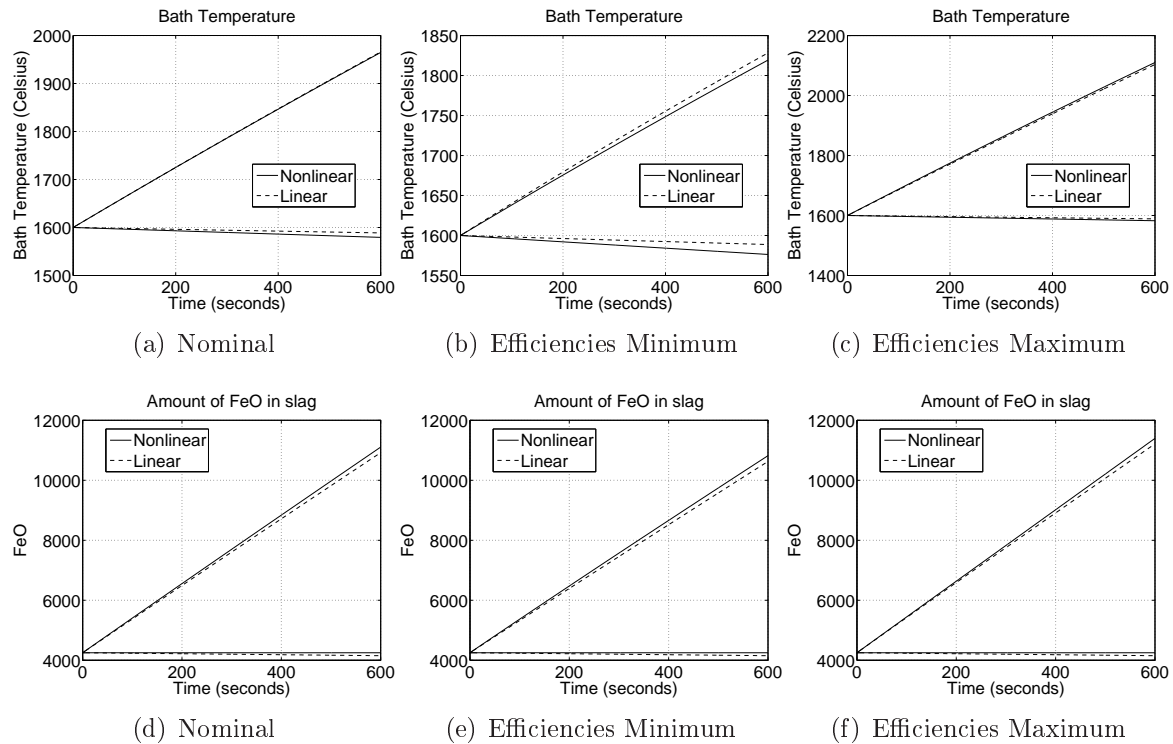 Bath Temperature
2000
1900
1800
1700
1600
1500
Bath Temperature (Celsius)
Nonlinear
Linear
0
200
400
600
Time (seconds)
(a) Nominal
Bath Temperature
1850
1800
1750
1700
1650
1600
1550
Bath Temperature (Celsius)
Nonlinear
Linear
0
200
400
600
Time (seconds)
(b) Efficiencies Minimum
Bath Temperature
2200
2000
1800
1600
1400
Bath Temperature (Celsius)
Nonlinear
Linear
0
200
400
600
Time (seconds)
(c) Efficiencies Maximum
Amount of FeO in slag
12000
10000
8000
6000
4000
FeO
Nonlinear
Linear
0
200
400
600
Time (seconds)
(d) Nominal
Amount of FeO in slag
12000
10000
8000
6000
4000
FeO
Nonlinear
Linear
0
200
400
600
Time (seconds)
(e) Efficiencies Minimum
Amount of FeO in slag
12000
10000
8000
6000
4000
FeO
Nonlinear
Linear
0
200
400
600
Time (seconds)
(f) Efficiencies Maximum